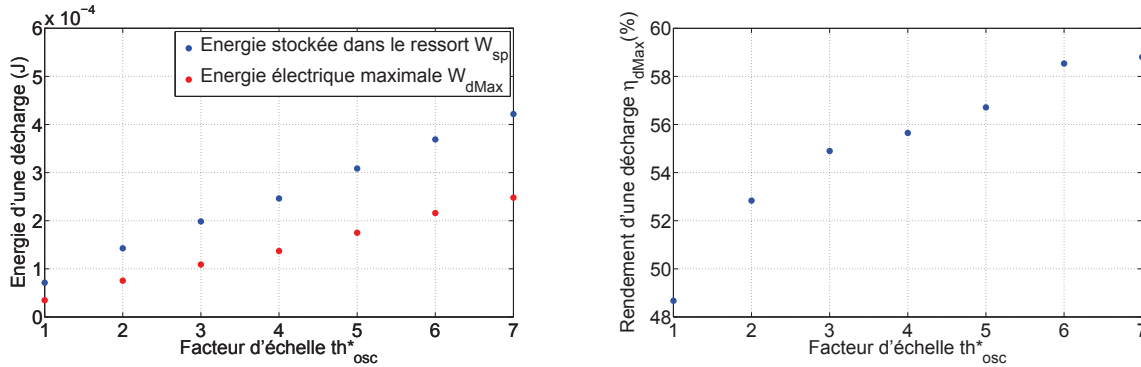 6 x 10⁻⁴
5
4
3
2
1
0
Energie d'une décharge (J)
Energie stockée dans le ressort W_sp
Energie électrique maximale W_dMax
1 2 3 4 5 6 7
Facteur d'échelle th*_osc
60
58
56
54
52
50
48
Rendement d'une décharge η_dMax(%)
1 2 3 4 5 6 7
Facteur d'échelle th*_osc